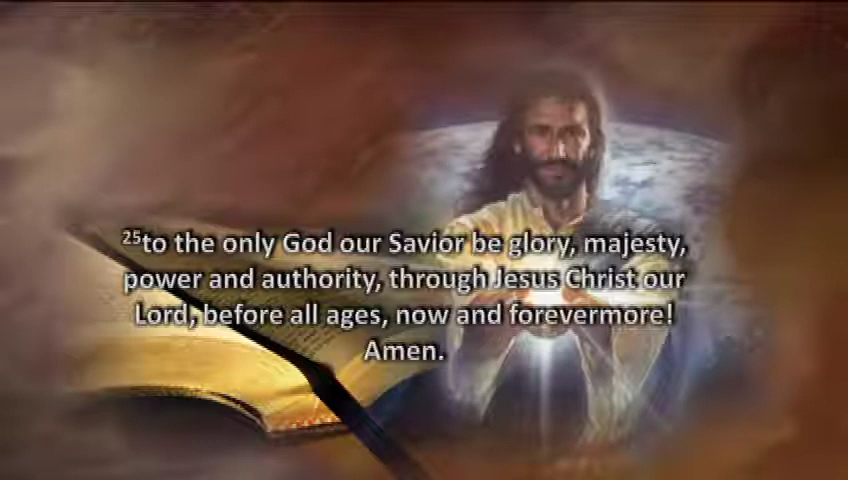 ²⁵to the only God our Savior be glory, majesty,
power and authority, through Jesus Christ our
Lord, before all ages, now and forevermore!
Amen.